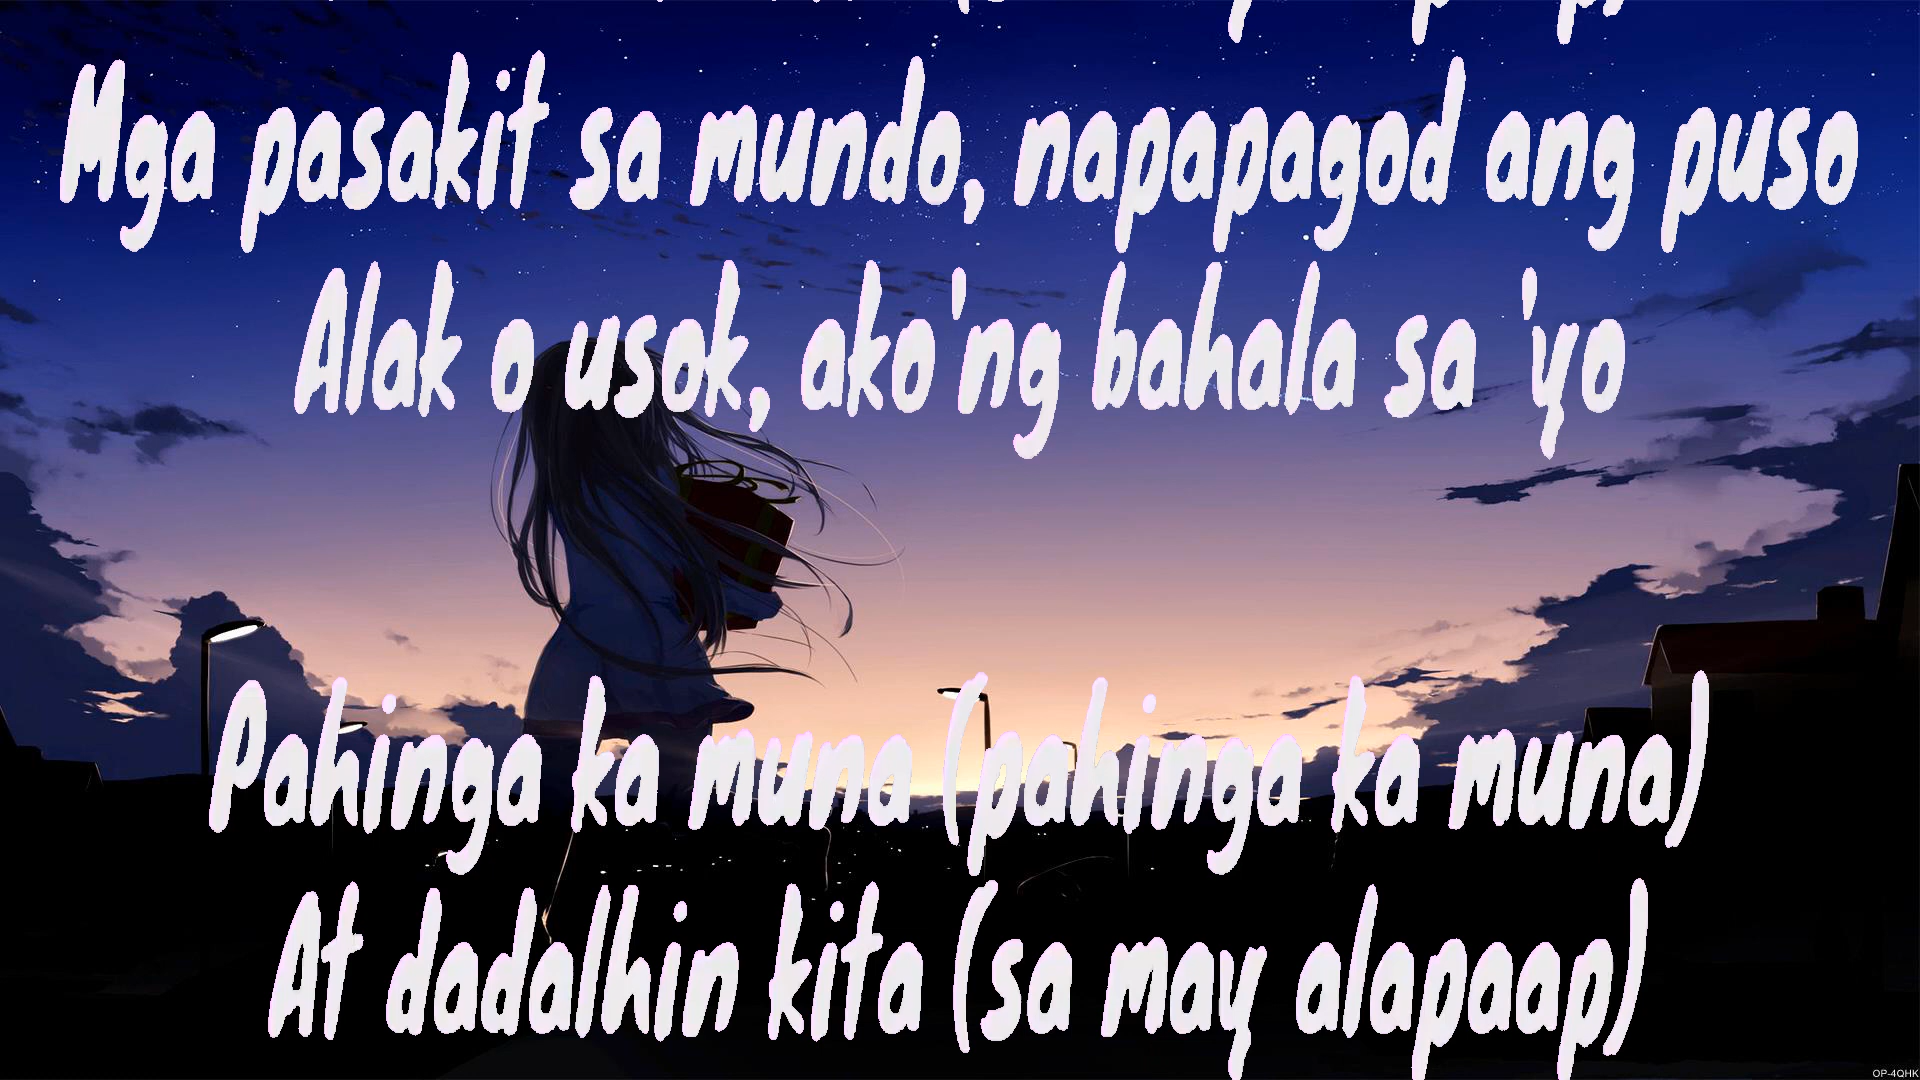 Mga pasakit sa mundo, napapagod ang puso
Alak o usok, ako'ng bahala sa 'yo
Pahinga ka muna (pahinga ka muna)
At dadalhin kita (sa may alapaap)
OP-4QHK